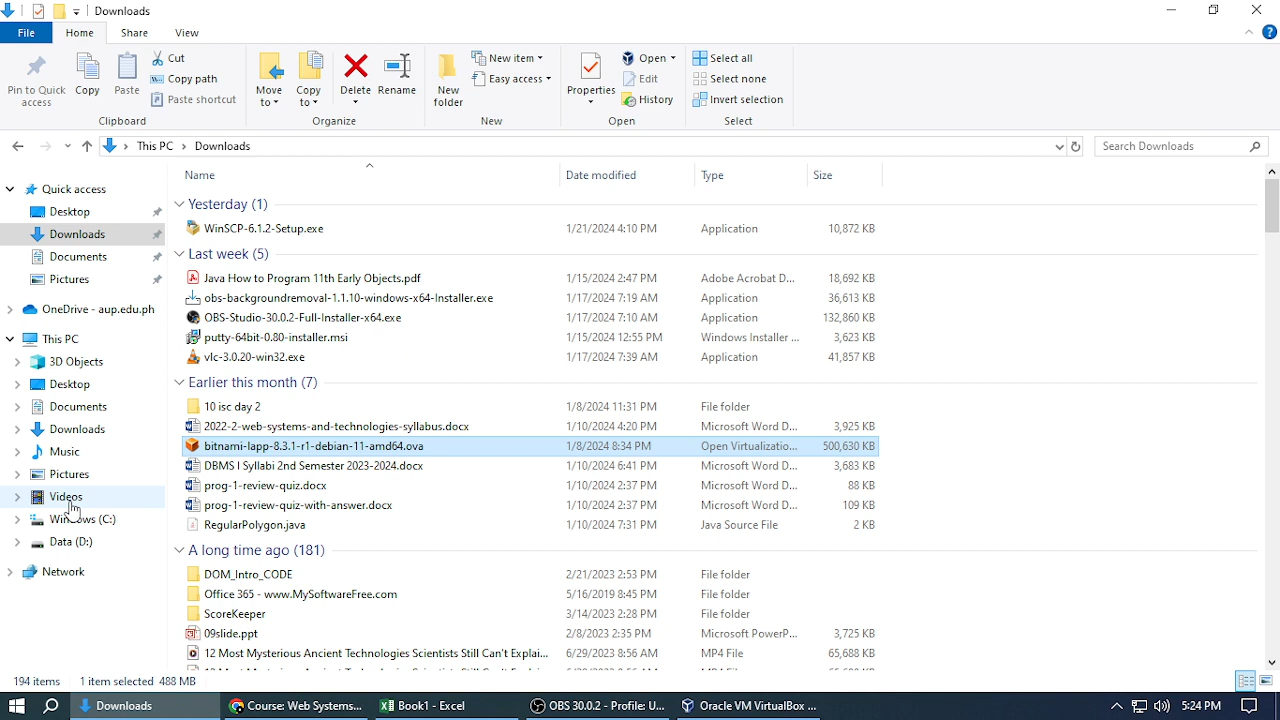 Downloads
File Home Share View
Pin to Quick access Copy Paste Cut Copy path Paste shortcut Move to Copy to Delete Rename New folder New item Easy access Properties Open Edit History Select all Select none Invert selection
Clipboard Organize New Open Select
This PC Downloads Search Downloads
Name Date modified Type Size
Quick access
Desktop
Downloads
Documents
Pictures
OneDrive - aup.edu.ph
This PC
3D Objects
Desktop
Documents
Downloads
Music
Pictures
Videos
Windows (C:)
Data (D:)
Network
Yesterday (1)
WinSCP-6.1.2-Setup.exe 1/21/2024 4:10 PM Application 10,872 KB
Last week (5)
Java How to Program 11th Early Objects.pdf 1/15/2024 2:47 PM Adobe Acrobat D... 18,692 KB
obs-backgroundremoval-1.1.10-windows-x64-Installer.exe 1/17/2024 7:19 AM Application 36,613 KB
OBS-Studio-30.0.2-Full-Installer-x64.exe 1/17/2024 7:10 AM Application 132,860 KB
putty-64bit-0.80-installer.msi 1/15/2024 12:55 PM Windows Installer ... 3,623 KB
vlc-3.0.20-win32.exe 1/17/2024 7:39 AM Application 41,857 KB
Earlier this month (7)
10 isc day 2 1/8/2024 11:31 PM File folder
2022-2-web-systems-and-technologies-syllabus.docx 1/10/2024 4:20 PM Microsoft Word D... 3,925 KB
bitnami-lapp-8.3.1-r1-debian-11-amd64.ova 1/8/2024 8:34 PM Open Virtualizatio... 500,630 KB
DBMS I Syllabi 2nd Semester 2023-2024.docx 1/10/2024 6:41 PM Microsoft Word D... 3,683 KB
prog-1-review-quiz.docx 1/10/2024 2:37 PM Microsoft Word D... 88 KB
prog-1-review-quiz-with-answer.docx 1/10/2024 2:37 PM Microsoft Word D... 109 KB
RegularPolygon.java 1/10/2024 7:31 PM Java Source File 2 KB
A long time ago (181)
DOM_Intro_CODE 2/21/2023 2:53 PM File folder
Office 365 - www.MySoftwareFree.com 5/16/2019 8:45 PM File folder
ScoreKeeper 3/14/2023 2:28 PM File folder
09slide.ppt 2/8/2023 2:35 PM Microsoft PowerP... 3,725 KB
12 Most Mysterious Ancient Technologies Scientists Still Can't Explai... 6/29/2023 8:56 AM MP4 File 65,688 KB
194 items 1 item selected 488 MB
Downloads Course: Web Systems... Book1 - Excel OBS 30.0.2 - Profile: U... Oracle VM VirtualBox ... 5:24 PM